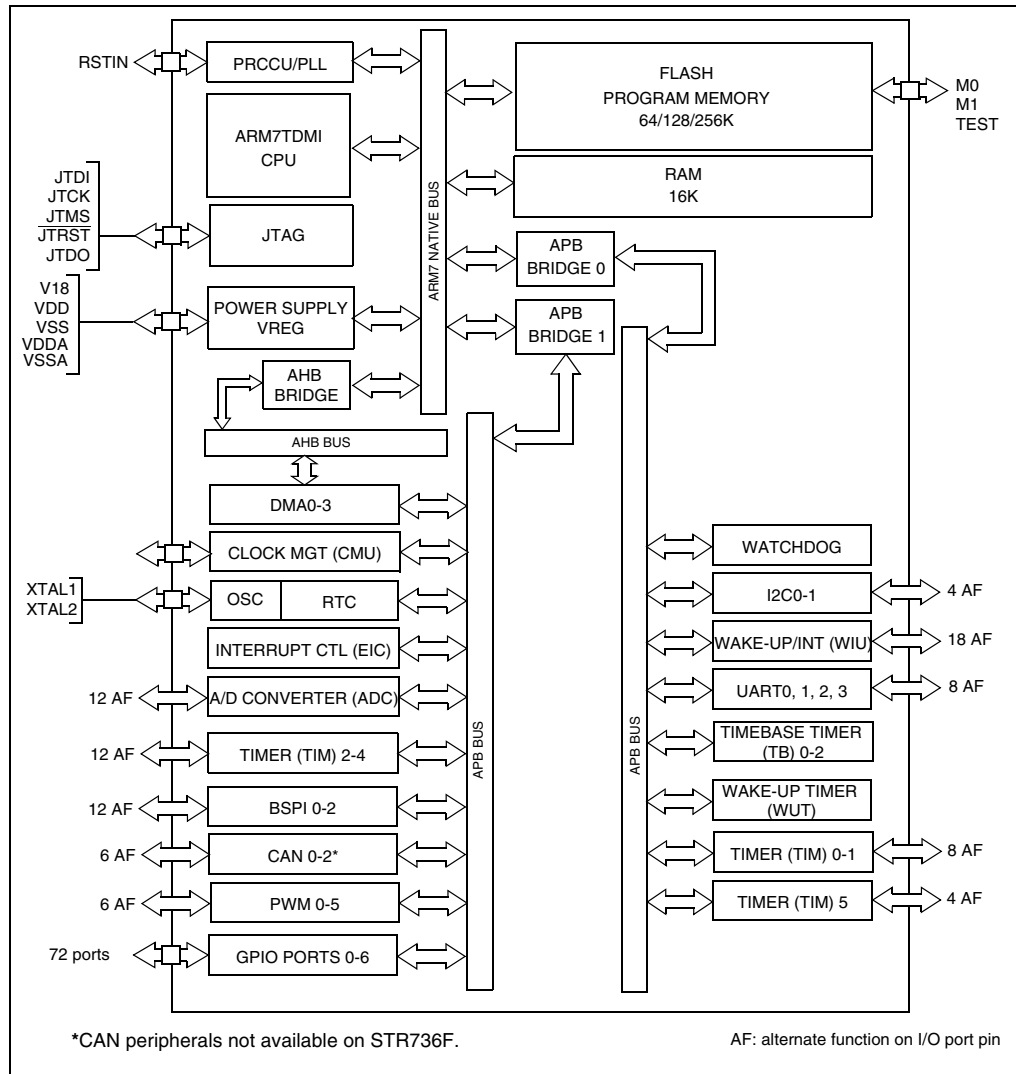 RSTIN
PRCCU/PLL
FLASH
PROGRAM MEMORY
64/128/256K
M0
M1
TEST
ARM7TDMI
CPU
RAM
16K
JTDI
JTCK
JTMS
JTRST
JTDO
JTAG
ARM7 NATIVE BUS
APB
BRIDGE 0
V18
VDD
VSS
VDDA
VSSA
POWER SUPPLY
VREG
APB
BRIDGE 1
AHB
BRIDGE
AHB BUS
DMA0-3
CLOCK MGT (CMU)
XTAL1
XTAL2
OSC
RTC
INTERRUPT CTL (EIC)
12 AF
A/D CONVERTER (ADC)
12 AF
TIMER (TIM) 2-4
12 AF
BSPI 0-2
6 AF
CAN 0-2*
6 AF
PWM 0-5
72 ports
GPIO PORTS 0-6
APB BUS
APB BUS
WATCHDOG
I2C0-1
4 AF
WAKE-UP/INT (WIU)
18 AF
UART0, 1, 2, 3
8 AF
TIMEBASE TIMER
(TB) 0-2
WAKE-UP TIMER
(WUT)
TIMER (TIM) 0-1
8 AF
TIMER (TIM) 5
4 AF
*CAN peripherals not available on STR736F.
AF: alternate function on I/O port pin